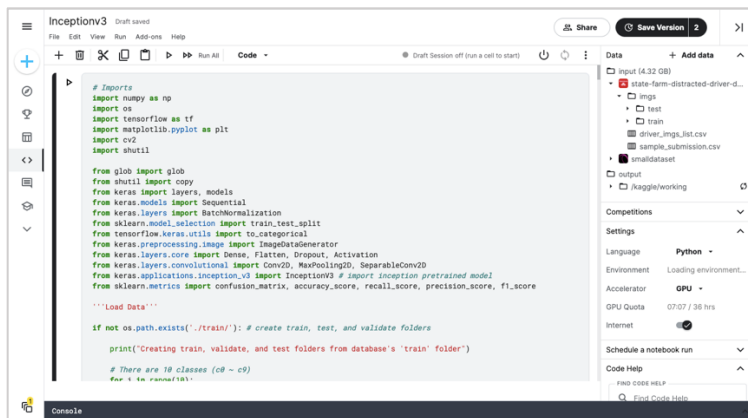 Inceptionv3 Draft saved
File Edit View Run Add-ons Help
Share
Save Version 2
Run All Code
Draft Session off (run a cell to start)
# Imports
import numpy as np
import os
import tensorflow as tf
import matplotlib.pyplot as plt
import cv2
import shutil
from glob import glob
from shutil import copy
from keras import layers, models
from keras.models import Sequential
from keras.layers import BatchNormalization
from sklearn.model_selection import train_test_split
from tensorflow.keras.utils import to_categorical
from keras.preprocessing.image import ImageDataGenerator
from keras.layers.core import Dense, Flatten, Dropout, Activation
from keras.layers.convolutional import Conv2D, MaxPooling2D, SeparableConv2D
from keras.applications.inception_v3 import InceptionV3 # import inception pretrained model
from sklearn.metrics import confusion_matrix, accuracy_score, recall_score, precision_score, f1_score
'''Load Data'''
if not os.path.exists('./train/'): # create train, test, and validate folders
print("Creating train, validate, and test folders from database's 'train' folder")
# There are 10 classes (c0 ~ c9)
for i in range(10):
Console
Data + Add data
input (4.32 GB)
state-farm-distracted-driver-d...
imgs
test
train
driver_imgs_list.csv
sample_submission.csv
smalldataset
output
/kaggle/working
Competitions
Settings
Language Python
Environment Loading environment...
Accelerator GPU
GPU Quota 07:07 / 36 hrs
Internet
Schedule a notebook run
Code Help
FIND CODE HELP
Find Code Help
1